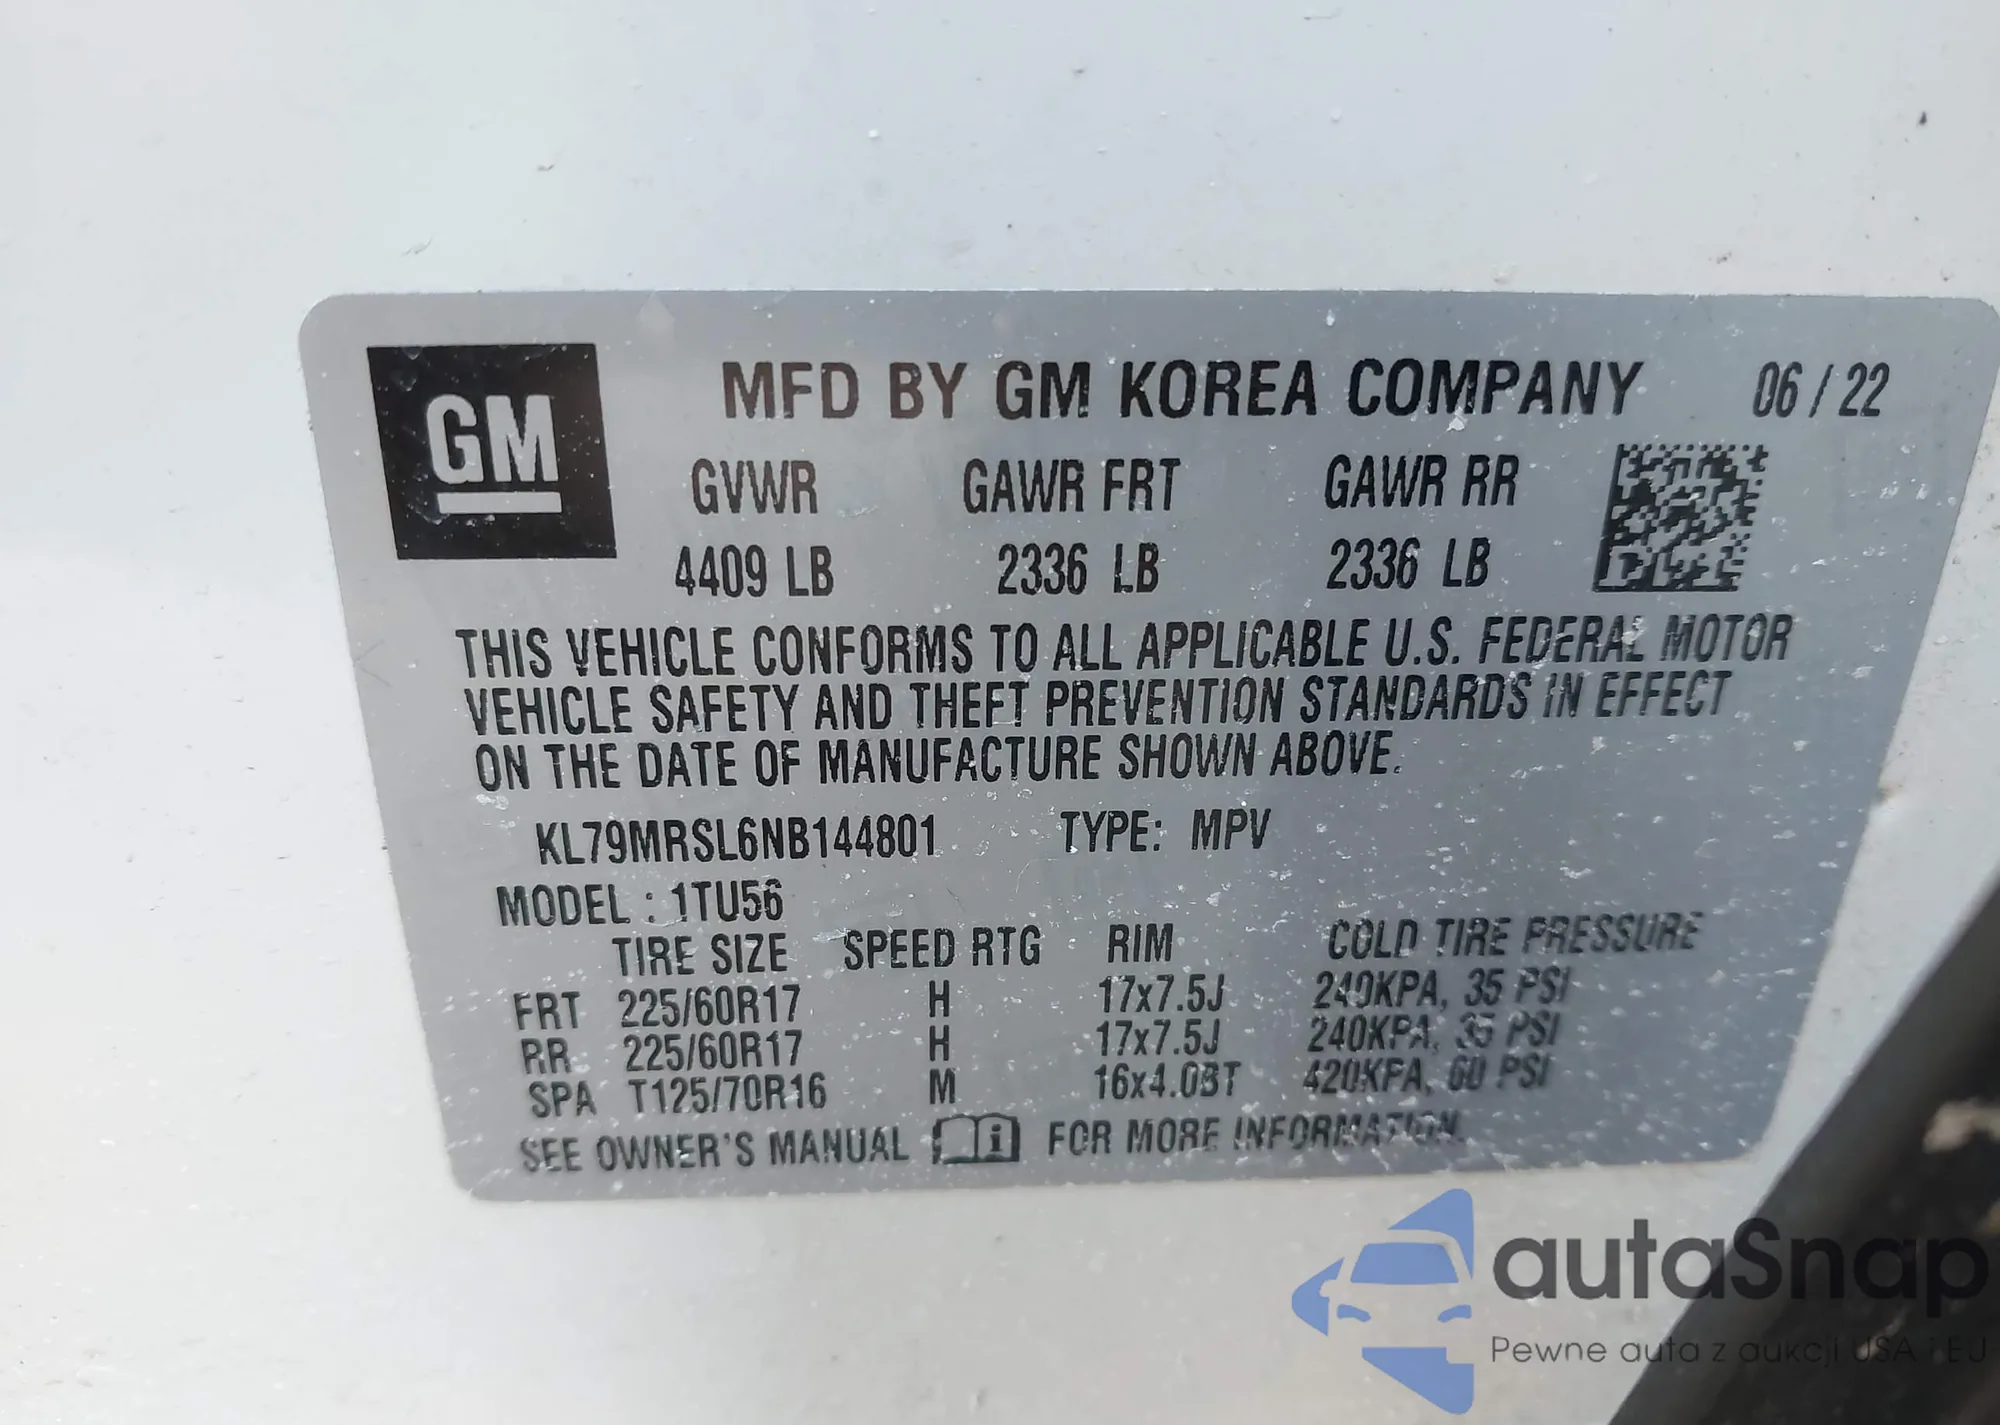 GM MFD BY GM KOREA COMPANY 06 / 22
GVWR GAWR FRT GAWR RR
4409 LB 2336 LB 2336 LB
THIS VEHICLE CONFORMS TO ALL APPLICABLE U.S. FEDERAL MOTOR
VEHICLE SAFETY AND THEFT PREVENTION STANDARDS IN EFFECT
ON THE DATE OF MANUFACTURE SHOWN ABOVE.
KL79MRSL6NB144801 TYPE: MPV
MODEL : 1TU56
TIRE SIZE SPEED RTG RIM COLD TIRE PRESSURE
FRT 225/60R17 H 17x7.5J 240KPA, 35 PSI
RR 225/60R17 H 17x7.5J 240KPA, 35 PSI
SPA T125/70R16 M 16x4.0BT 420KPA, 60 PSI
SEE OWNER'S MANUAL FOR MORE INFORMATION.
autaSnap
Pewne auta z aukcji USA i EU